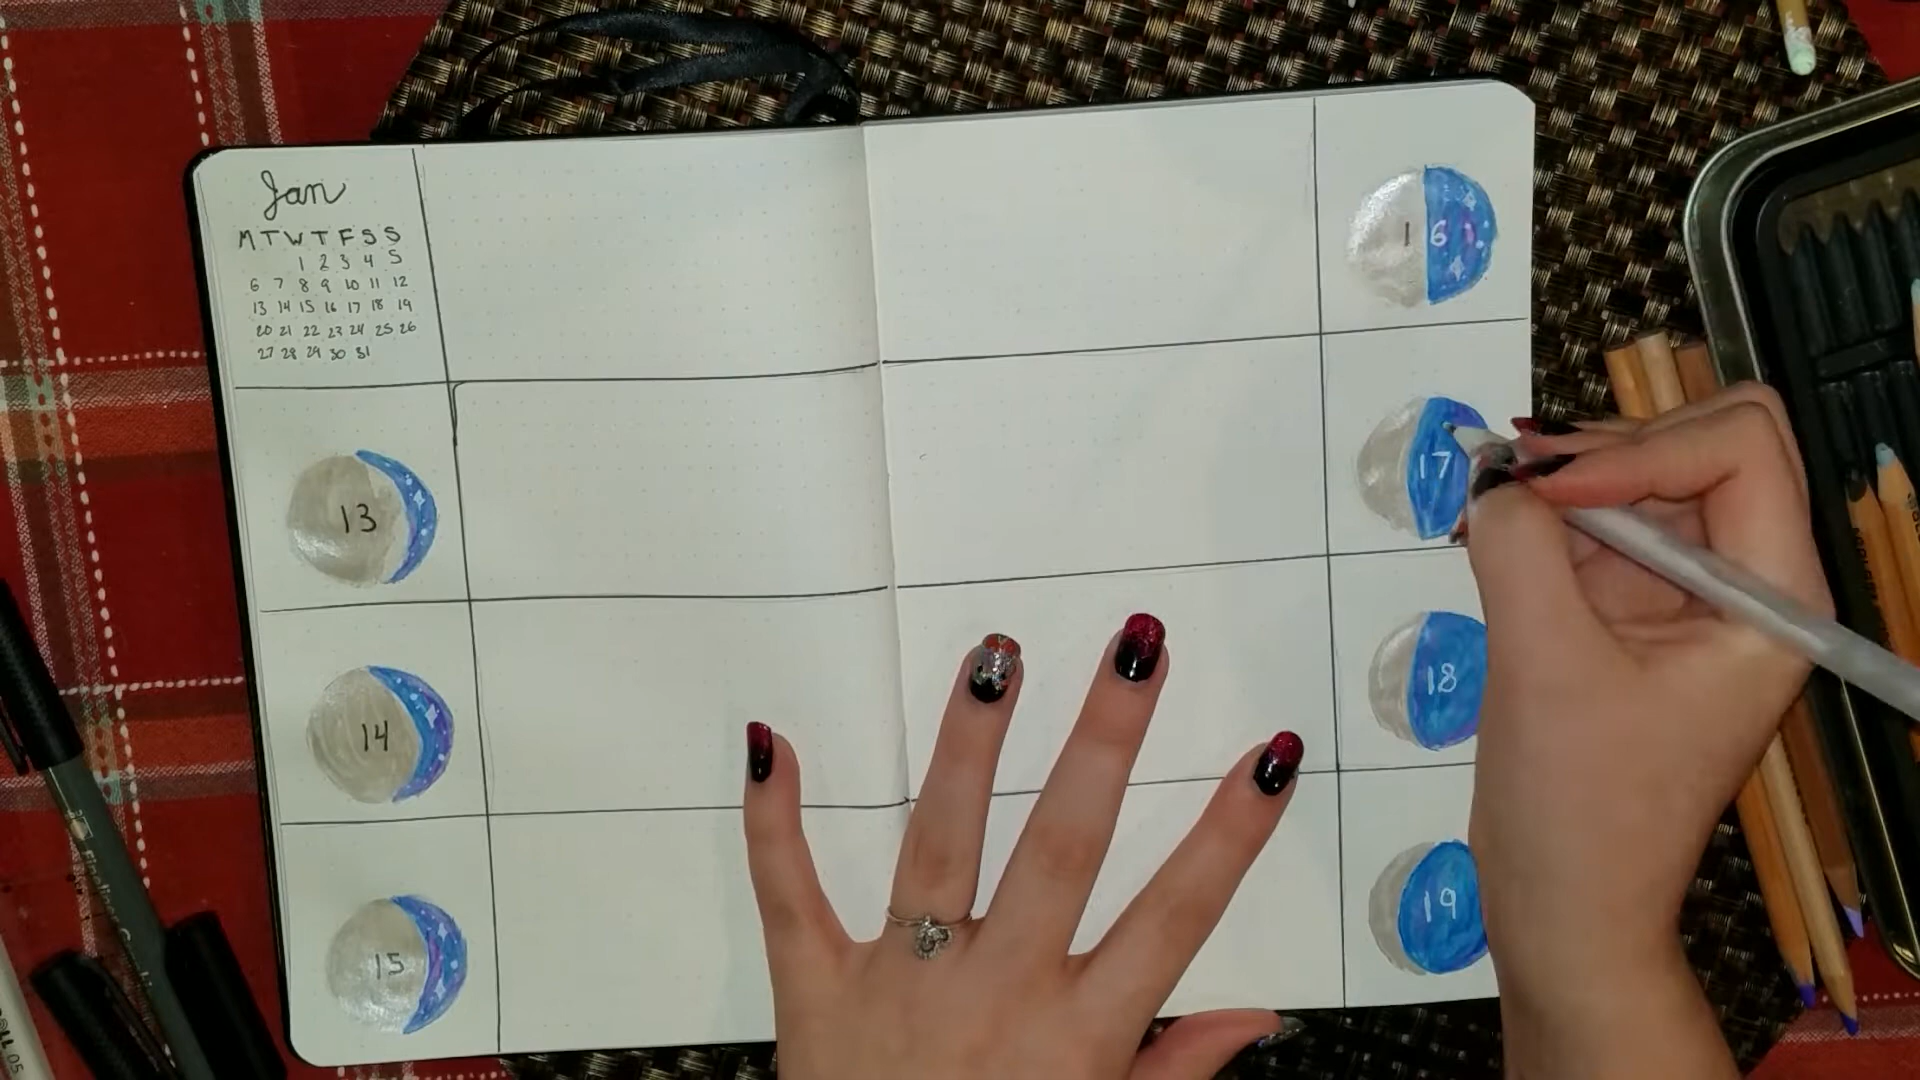 Jan
M T W T F S S
1 2 3 4 5
6 7 8 9 10 11 12
13 14 15 16 17 18 19
20 21 22 23 24 25 26
27 28 29 30 31
13
14
15
16
17
18
19
Fineliner
05